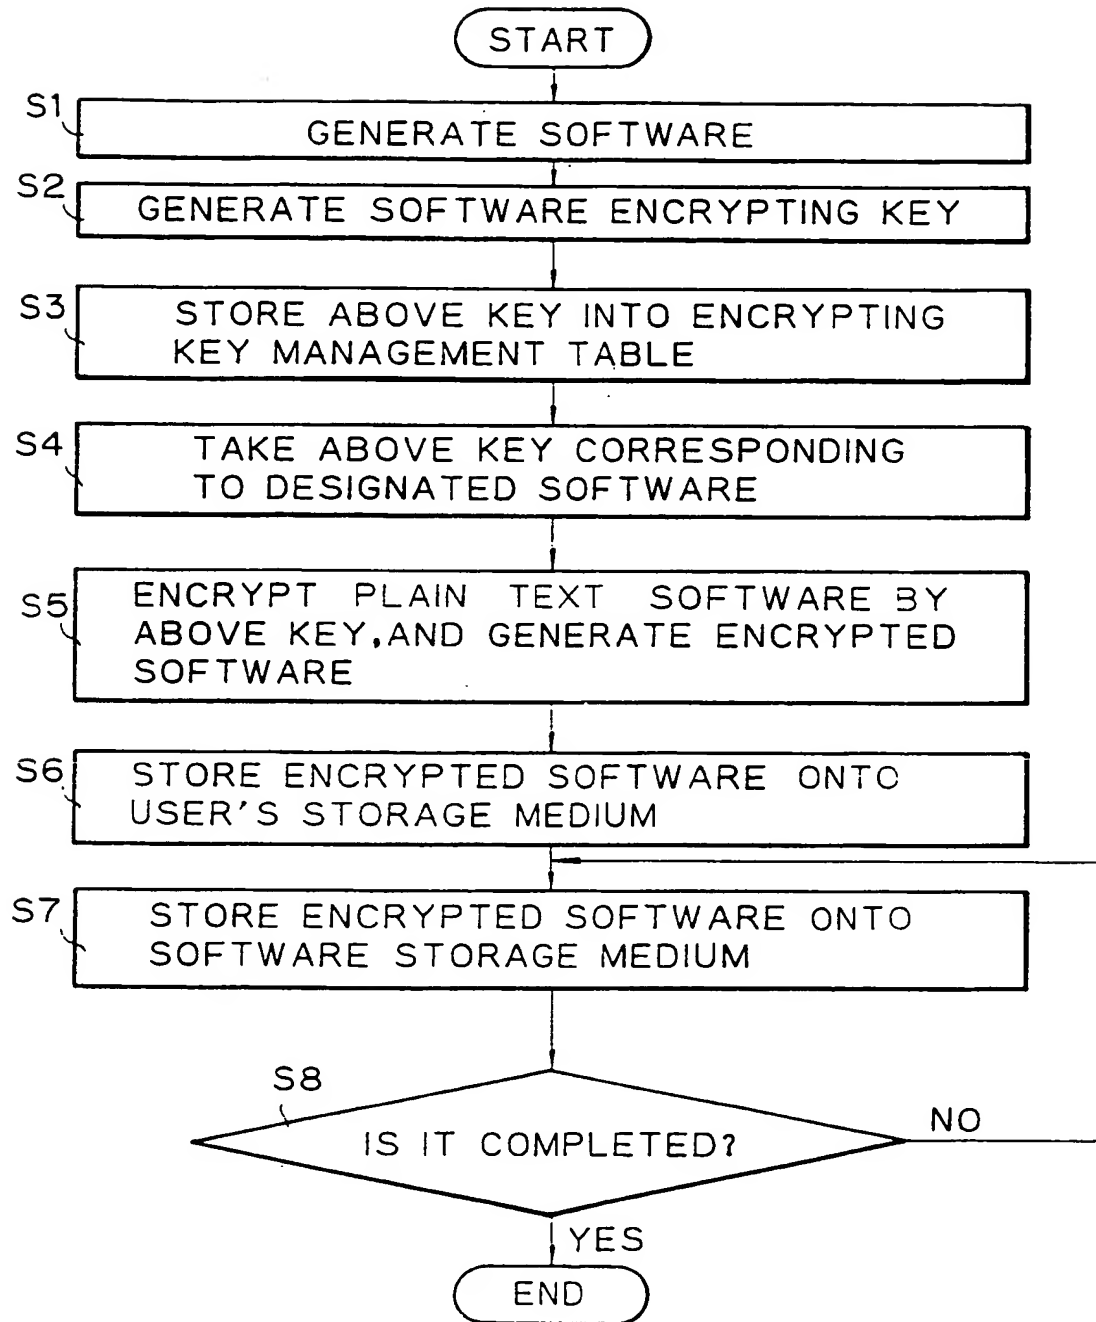 START
S1
GENERATE SOFTWARE
S2
GENERATE SOFTWARE ENCRYPTING KEY
S3
STORE ABOVE KEY INTO ENCRYPTING
KEY MANAGEMENT TABLE
S4
TAKE ABOVE KEY CORRESPONDING
TO DESIGNATED SOFTWARE
S5
ENCRYPT PLAIN TEXT SOFTWARE BY
ABOVE KEY, AND GENERATE ENCRYPTED
SOFTWARE
S6
STORE ENCRYPTED SOFTWARE ONTO
USER'S STORAGE MEDIUM
S7
STORE ENCRYPTED SOFTWARE ONTO
SOFTWARE STORAGE MEDIUM
S8
IS IT COMPLETED?
NO
YES
END